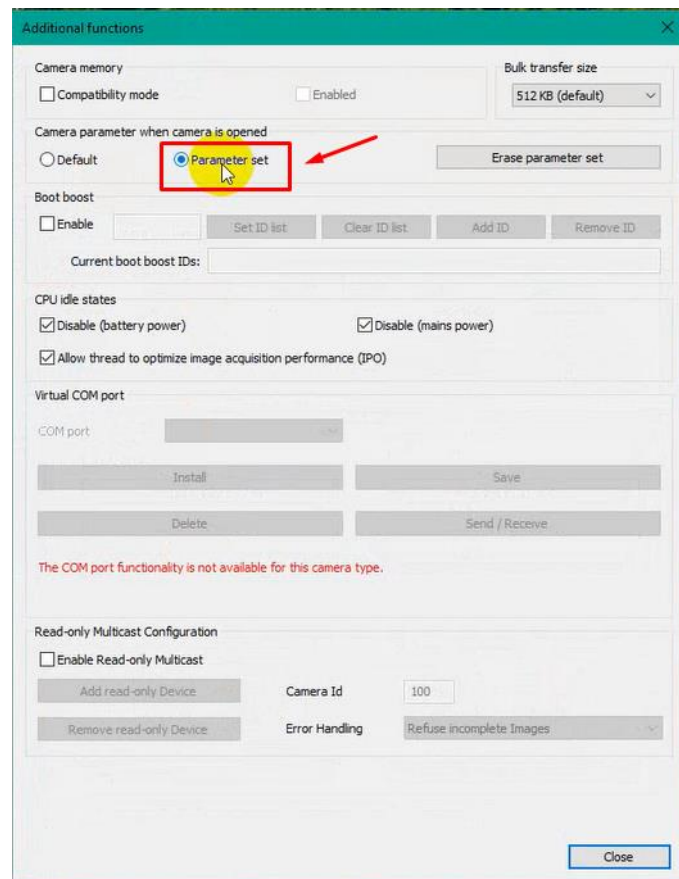 Additional functions
Camera memory
Bulk transfer size
Compatibility mode
Enabled
512 KB (default)
Camera parameter when camera is opened
Default
Parameter set
Erase parameter set
Boot boost
Enable
Set ID list
Clear ID list
Add ID
Remove ID
Current boot boost IDs:
CPU idle states
Disable (battery power)
Disable (mains power)
Allow thread to optimize image acquisition performance (IPO)
Virtual COM port
COM port
Install
Save
Delete
Send / Receive
The COM port functionality is not available for this camera type.
Read-only Multicast Configuration
Enable Read-only Multicast
Add read-only Device
Camera Id
100
Remove read-only Device
Error Handling
Refuse incomplete Images
Close